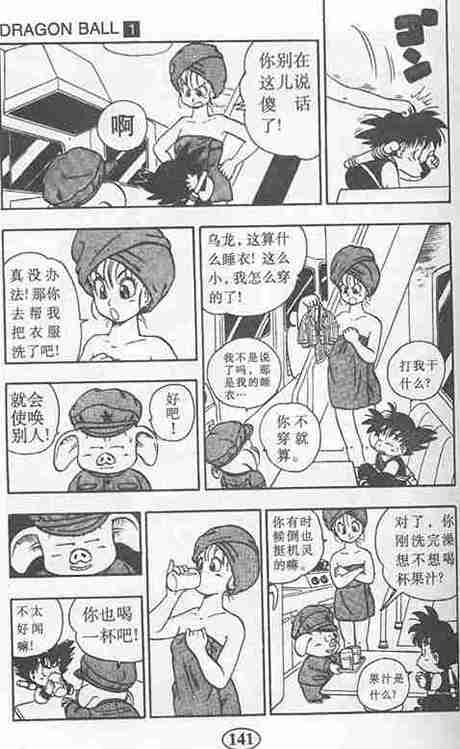 DRAGON BALL 1
ゴン
你别在
这儿说
傻话
了!
啊
乌龙,这算什
么睡衣!这么
小,我怎么穿
的了!
打我干
什么?
我不是说
了吗,那
是我的睡
衣…
你不
穿就
算。
真没办
法!那你
去帮我
把衣服
洗了吧!
好
吧!
就会
使唤
别人!
对了,你
刚洗完澡
想不想喝
杯果汁?
你有时
候倒也
挺机灵
的嘛。
果汁是
什么?
你也喝
一杯吧!
不太
好闻
嘛!
141